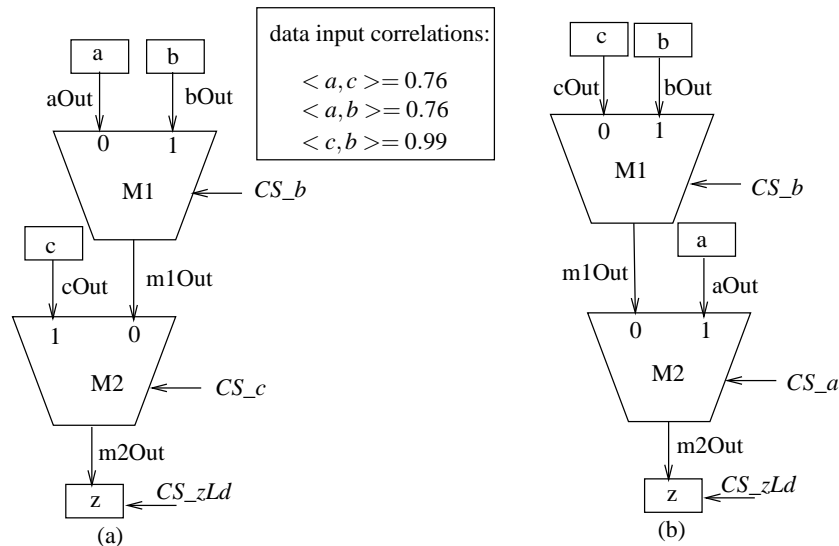 a
b
aOut
bOut
0
1
M1
CS_b
c
cOut
m1Out
1
0
M2
CS_c
m2Out
z
CS_zLd
(a)
data input correlations:
< a, c >= 0.76
< a, b >= 0.76
< c, b >= 0.99
c
b
cOut
bOut
0
1
M1
CS_b
a
m1Out
aOut
0
1
M2
CS_a
m2Out
z
CS_zLd
(b)